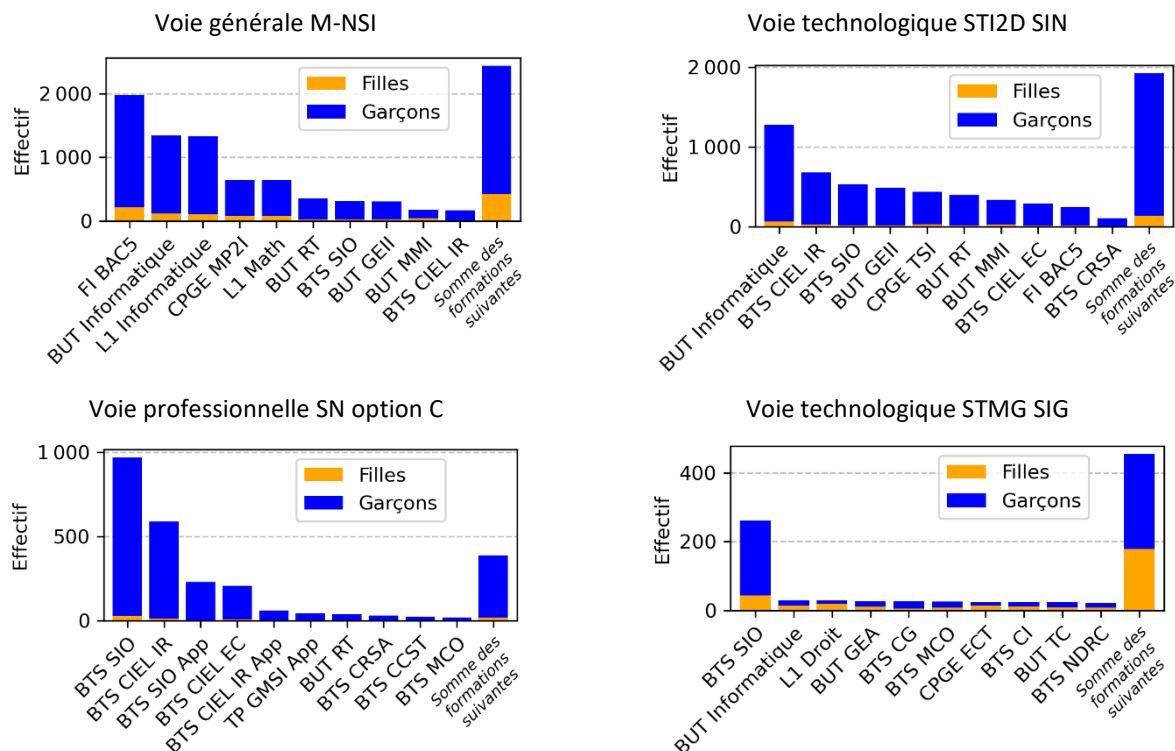 Voie générale M-NSI
Effectif
2 000
1 000
0
Filles
Garçons
FI BAC5
BUT Informatique
L1 Informatique
CPGE MP2I
L1 Math
BUT RT
BTS SIO
BUT GEII
BUT MMI
BTS CIEL IR
Somme des
formations
suivantes
Voie technologique STI2D SIN
Effectif
2 000
1 000
0
Filles
Garçons
BUT Informatique
BTS CIEL IR
BTS SIO
BUT GEII
CPGE TSI
BUT RT
BUT MMI
BTS CIEL EC
FI BAC5
BTS CRSA
Somme des
formations
suivantes
Voie professionnelle SN option C
Effectif
1 000
500
0
Filles
Garçons
BTS SIO
BTS CIEL IR
BTS SIO App
BTS CIEL EC
BTS CIEL IR App
TP GMSI App
BUT RT
BTS CRSA
BTS CCST
BTS MCO
Somme des
formations
suivantes
Voie technologique STMG SIG
Effectif
400
200
0
Filles
Garçons
BTS SIO
BUT Informatique
L1 Droit
BUT GEA
BTS CG
BTS MCO
CPGE ECT
BTS CI
BUT TC
BTS NDRC
Somme des
formations
suivantes